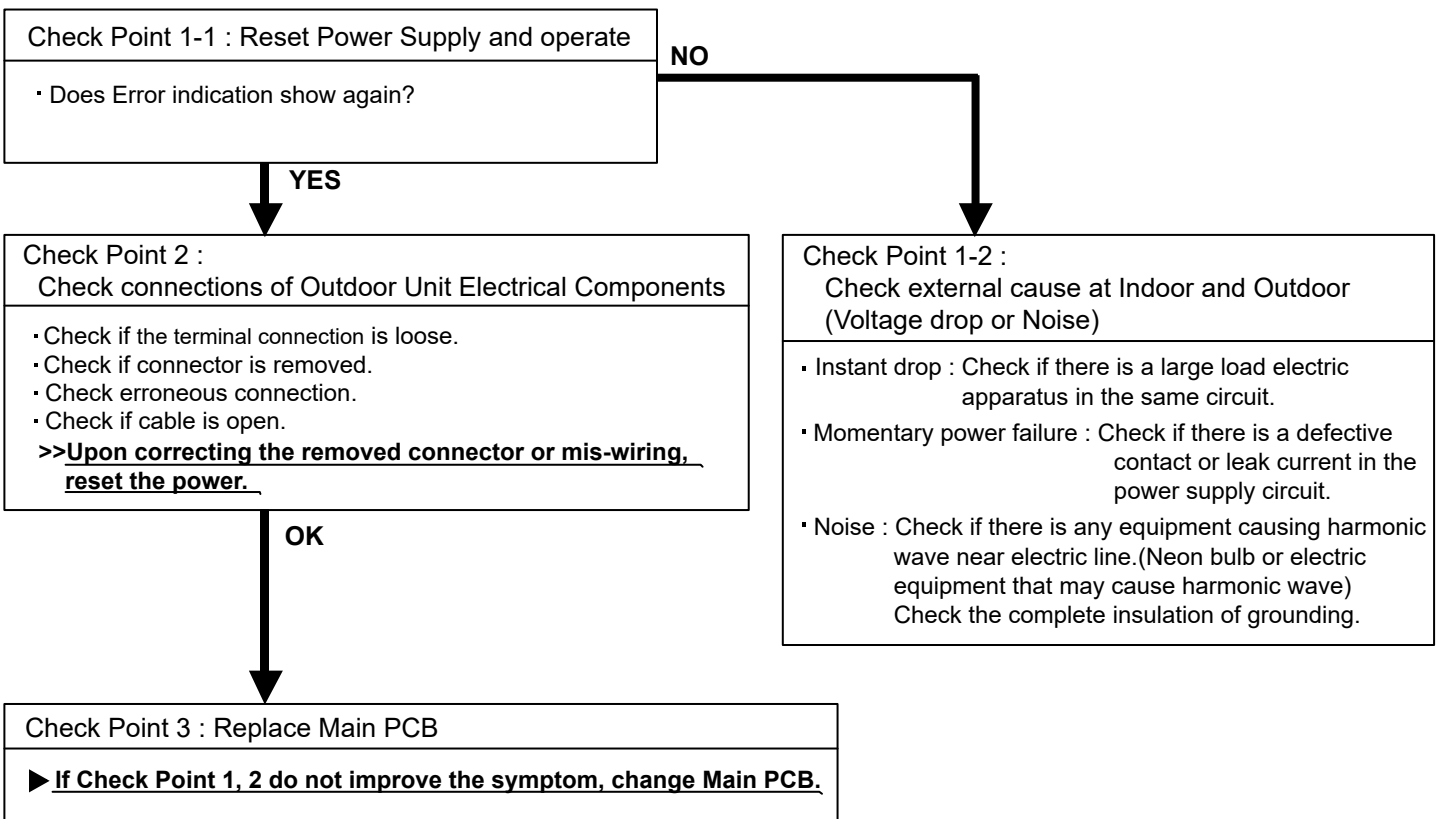 Check Point 1-1 : Reset Power Supply and operate
· Does Error indication show again?
NO
YES
Check Point 2 :
Check connections of Outdoor Unit Electrical Components
· Check if the terminal connection is loose.
· Check if connector is removed.
· Check erroneous connection.
· Check if cable is open.
>>Upon correcting the removed connector or mis-wiring,
reset the power.
Check Point 1-2 :
Check external cause at Indoor and Outdoor
(Voltage drop or Noise)
· Instant drop : Check if there is a large load electric
apparatus in the same circuit.
· Momentary power failure : Check if there is a defective
contact or leak current in the
power supply circuit.
· Noise : Check if there is any equipment causing harmonic
wave near electric line.(Neon bulb or electric
equipment that may cause harmonic wave)
Check the complete insulation of grounding.
OK
Check Point 3 : Replace Main PCB
▶ If Check Point 1, 2 do not improve the symptom, change Main PCB.